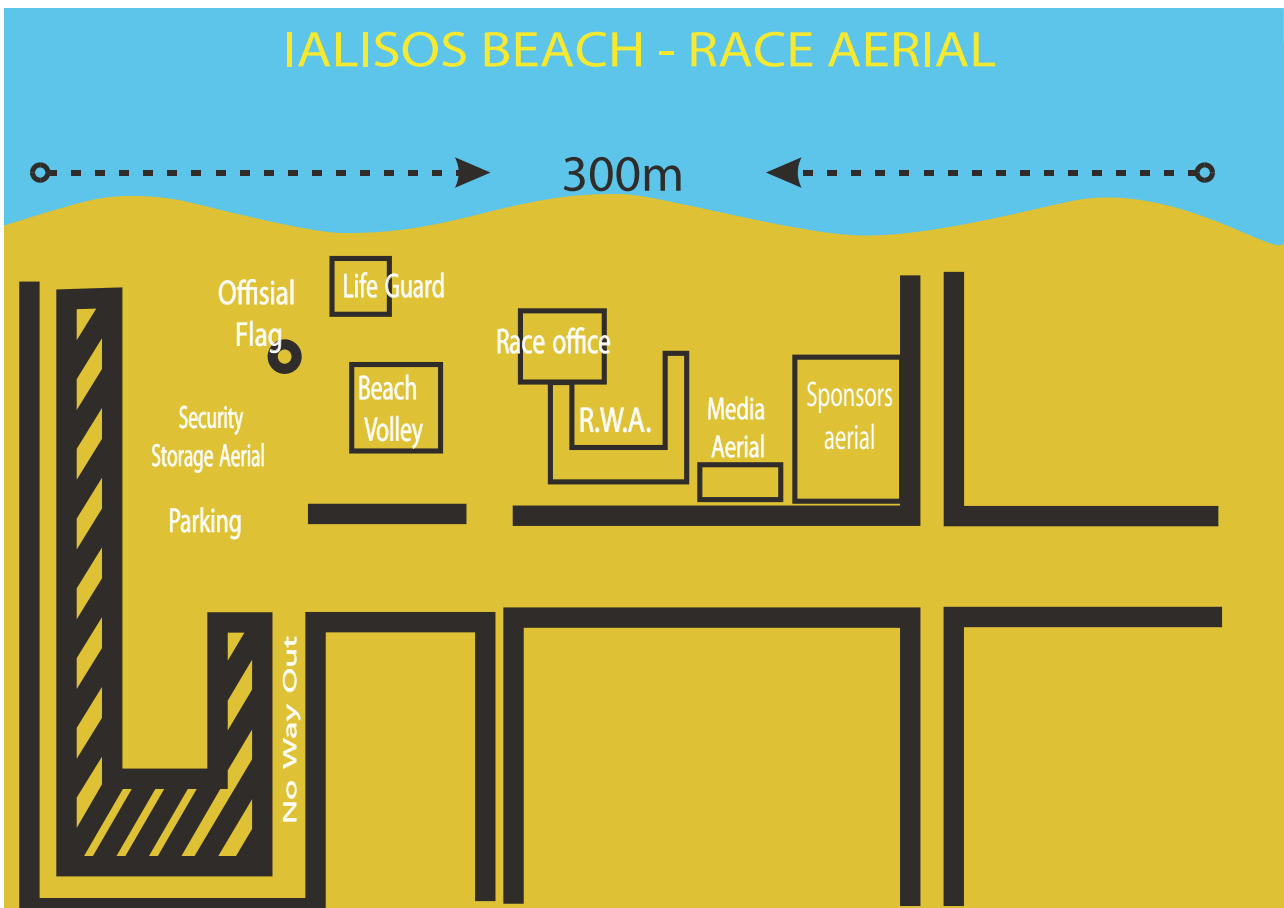 IALISOS BEACH - RACE AERIAL
300m
Offisial
Flag
Life Guard
Race office
Beach
Volley
Security
Storage Aerial
R.W.A.
Media
Aerial
Sponsors
aerial
Parking
No Way Out